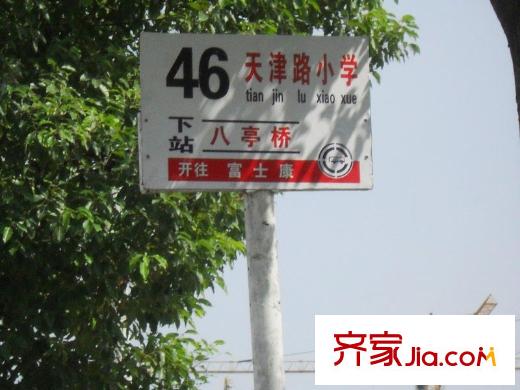 46 天津路小学
tian jin lu xiao xue
下站 八亭桥
开往 富士康
齐家Jia.com